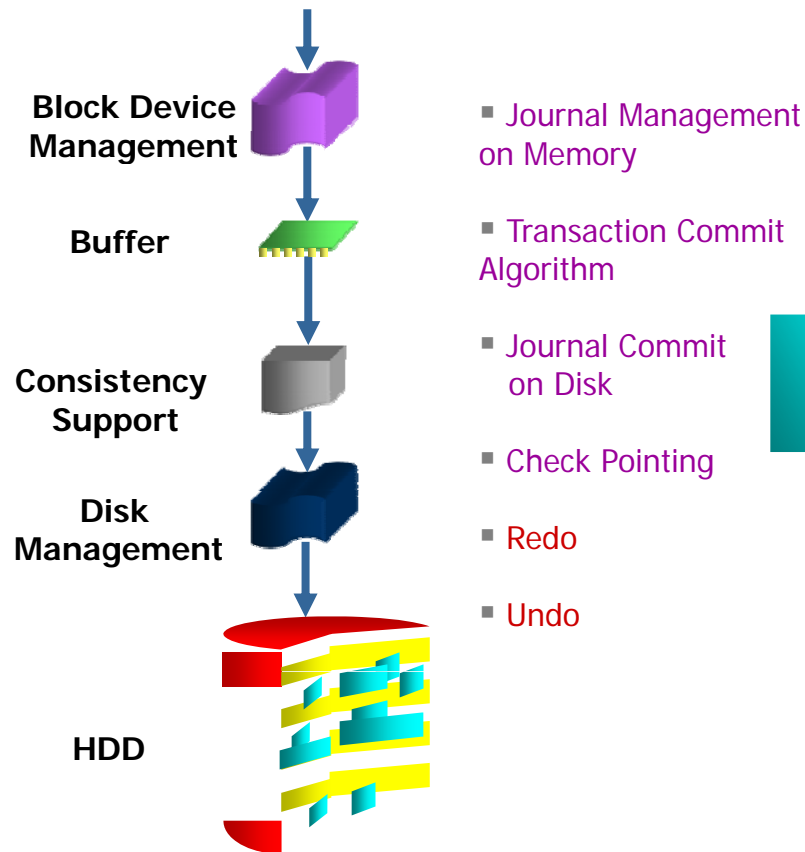 Block Device
Management
Buffer
Consistency
Support
Disk
Management
HDD
▪ Journal Management
on Memory
▪ Transaction Commit
Algorithm
▪ Journal Commit
on Disk
▪ Check Pointing
▪ Redo
▪ Undo